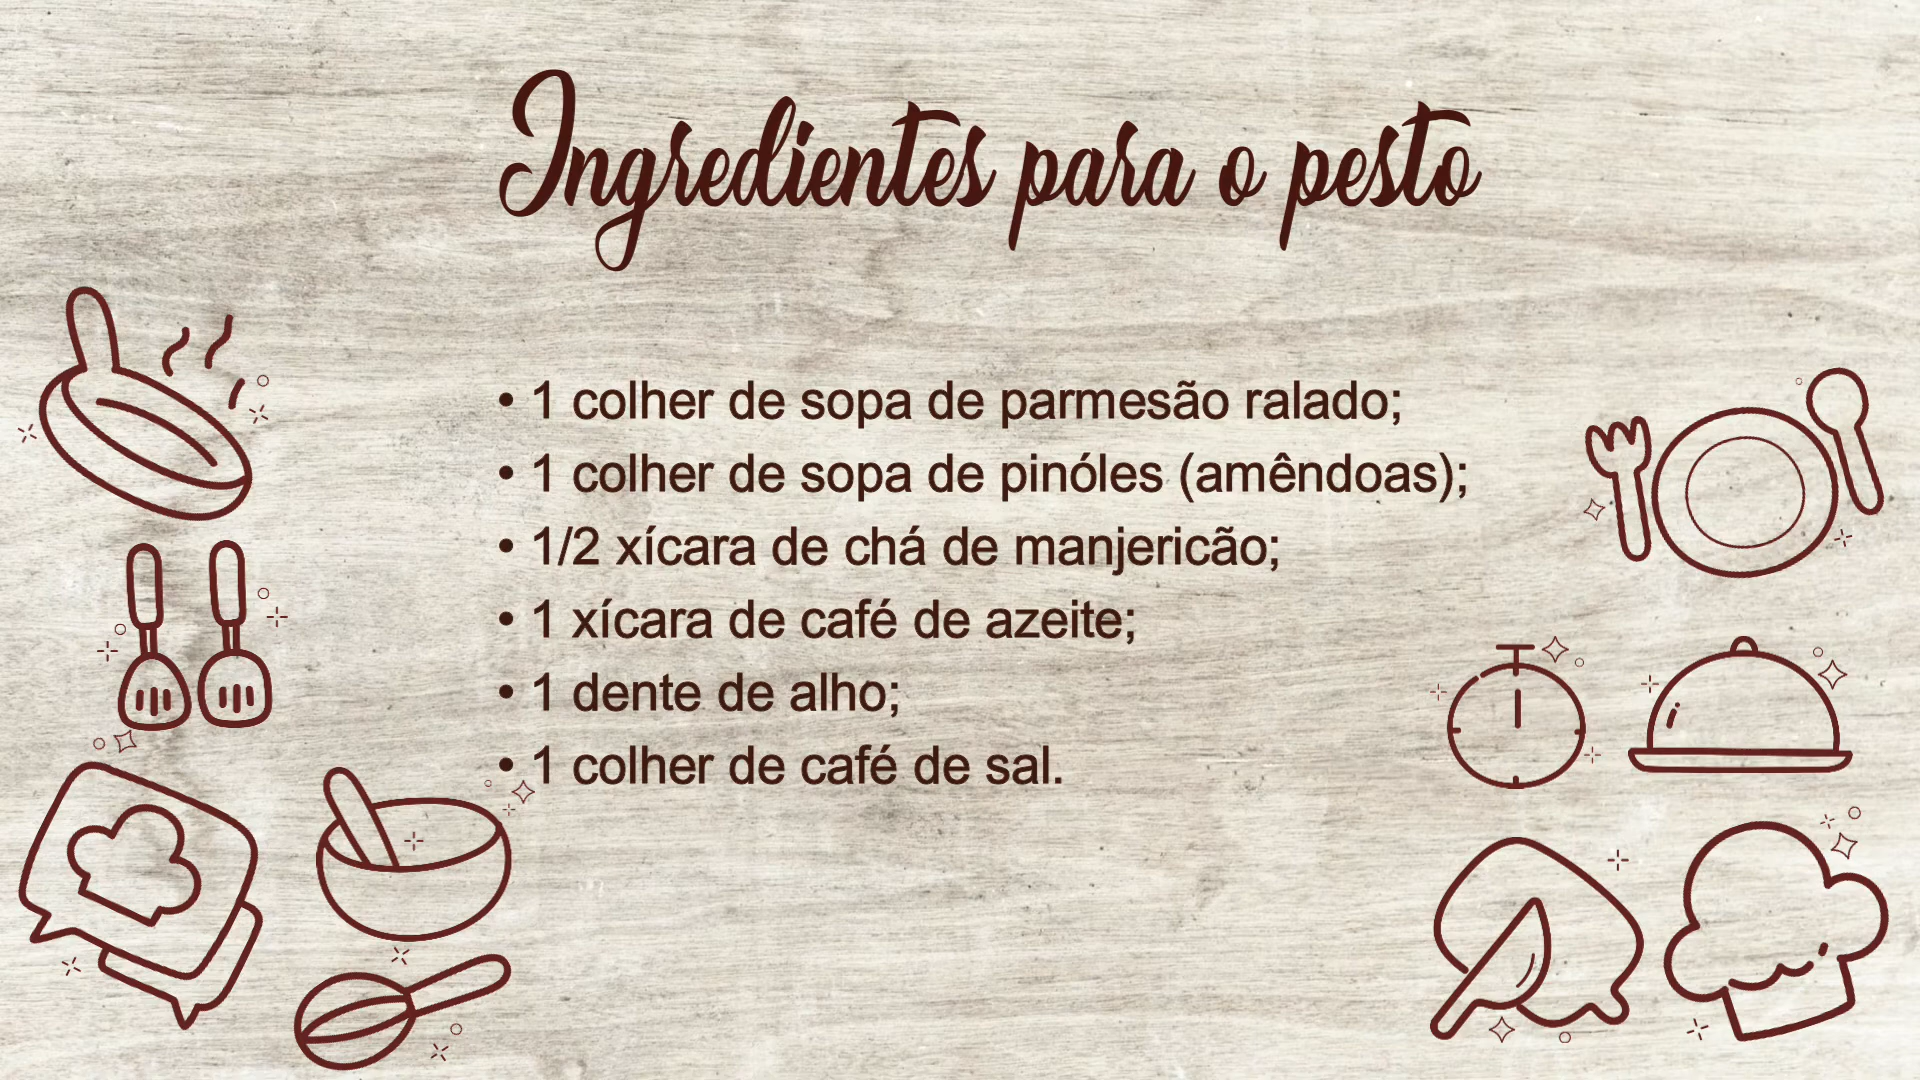 Ingredientes para o pesto
• 1 colher de sopa de parmesão ralado;
• 1 colher de sopa de pinóles (amêndoas);
• 1/2 xícara de chá de manjericão;
• 1 xícara de café de azeite;
• 1 dente de alho;
• 1 colher de café de sal.